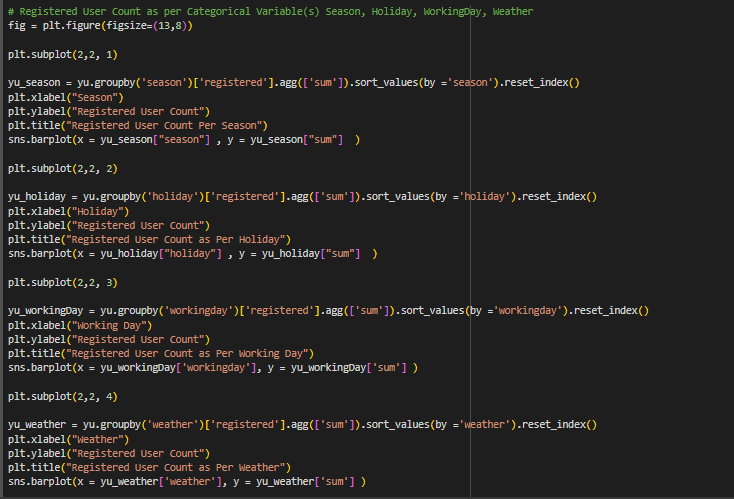 # Registered User Count as per Categorical Variable(s) Season, Holiday, WorkingDay, Weather
fig = plt.figure(figsize=(13,8))
plt.subplot(2,2, 1)
yu_season = yu.groupby('season')['registered'].agg(['sum']).sort_values(by ='season').reset_index()
plt.xlabel("Season")
plt.ylabel("Registered User Count")
plt.title("Registered User Count Per Season")
sns.barplot(x = yu_season["season"] , y = yu_season["sum"]  )
plt.subplot(2,2, 2)
yu_holiday = yu.groupby('holiday')['registered'].agg(['sum']).sort_values(by ='holiday').reset_index()
plt.xlabel("Holiday")
plt.ylabel("Registered User Count")
plt.title("Registered User Count as Per Holiday")
sns.barplot(x = yu_holiday["holiday"] , y = yu_holiday["sum"]  )
plt.subplot(2,2, 3)
yu_workingDay = yu.groupby('workingday')['registered'].agg(['sum']).sort_values(by ='workingday').reset_index()
plt.xlabel("Working Day")
plt.ylabel("Registered User Count")
plt.title("Registered User Count as Per Working Day")
sns.barplot(x = yu_workingDay['workingday'], y = yu_workingDay['sum'] )
plt.subplot(2,2, 4)
yu_weather = yu.groupby('weather')['registered'].agg(['sum']).sort_values(by ='weather').reset_index()
plt.xlabel("Weather")
plt.ylabel("Registered User Count")
plt.title("Registered User Count as Per Weather")
sns.barplot(x = yu_weather['weather'], y = yu_weather['sum'] )